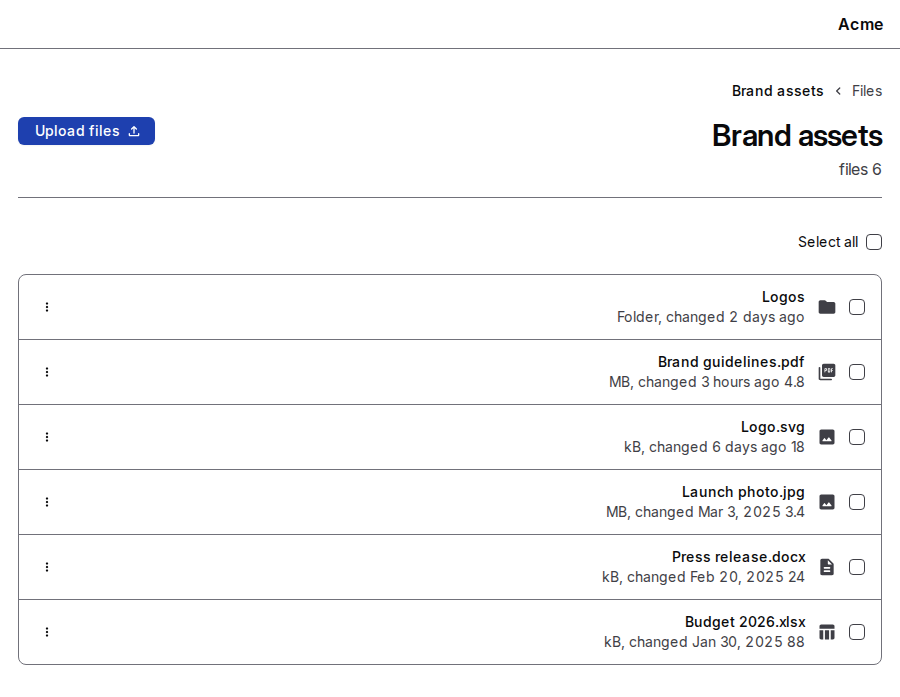 Acme
Brand assets ‹ Files
Brand assets
files 6
Upload files
Select all
Logos
Folder, changed 2 days ago
Brand guidelines.pdf
MB, changed 3 hours ago 4.8
Logo.svg
kB, changed 6 days ago 18
Launch photo.jpg
MB, changed Mar 3, 2025 3.4
Press release.docx
kB, changed Feb 20, 2025 24
Budget 2026.xlsx
kB, changed Jan 30, 2025 88